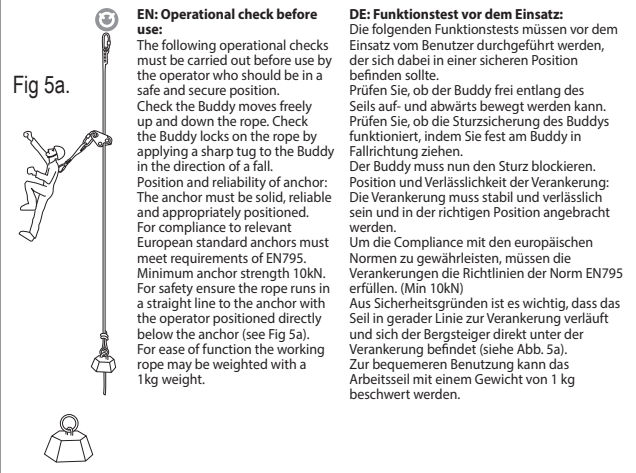 Fig 5a.
EN: Operational check before
use:
The following operational checks
must be carried out before use by
the operator who should be in a
safe and secure position.
Check the Buddy moves freely
up and down the rope. Check
the Buddy locks on the rope by
applying a sharp tug to the Buddy
in the direction of a fall.
Position and reliability of anchor:
The anchor must be solid, reliable
and appropriately positioned.
For compliance to relevant
European standard anchors must
meet requirements of EN795.
Minimum anchor strength 10kN.
For safety ensure the rope runs in
a straight line to the anchor with
the operator positioned directly
below the anchor (see Fig 5a).
For ease of function the working
rope may be weighted with a
1kg weight.
DE: Funktionstest vor dem Einsatz:
Die folgenden Funktionstests müssen vor dem
Einsatz vom Benutzer durchgeführt werden,
der sich dabei in einer sicheren Position
befinden sollte.
Prüfen Sie, ob der Buddy frei entlang des
Seils auf- und abwärts bewegt werden kann.
Prüfen Sie, ob die Sturzsicherung des Buddys
funktioniert, indem Sie fest am Buddy in
Fallrichtung ziehen.
Der Buddy muss nun den Sturz blockieren.
Position und Verlässlichkeit der Verankerung:
Die Verankerung muss stabil und verlässlich
sein und in der richtigen Position angebracht
werden.
Um die Compliance mit den europäischen
Normen zu gewährleisten, müssen die
Verankerungen die Richtlinien der Norm EN795
erfüllen. (Min 10kN)
Aus Sicherheitsgründen ist es wichtig, dass das
Seil in gerader Linie zur Verankerung verläuft
und sich der Bergsteiger direkt unter der
Verankerung befindet (siehe Abb. 5a).
Zur bequemeren Benutzung kann das
Arbeitsseil mit einem Gewicht von 1 kg
beschwert werden.